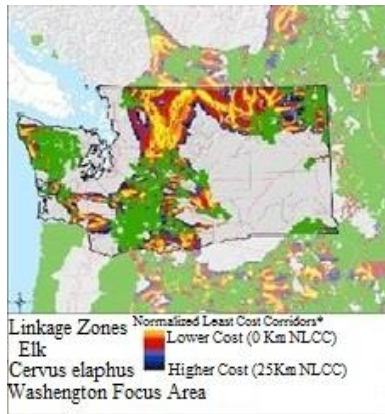 Linkage Zones
Elk
Cervus elaphus
Washengton Focus Area
Normalized Least Cost Corridors*
Lower Cost (0 Km NLCC)
Higher Cost (25Km NLCC)